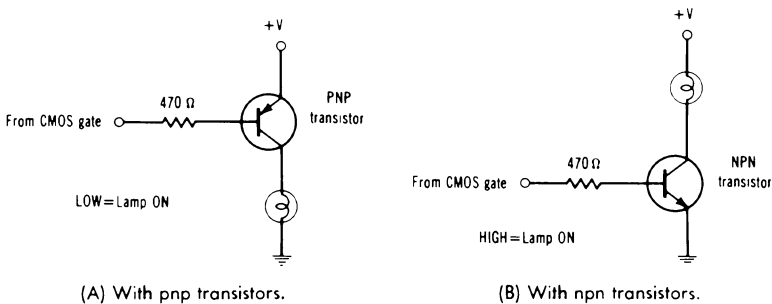 +V
PNP
transistor
470 Ω
From CMOS gate
LOW=Lamp ON
(A) With pnp transistors.
+V
NPN
transistor
470 Ω
From CMOS gate
HIGH=Lamp ON
(B) With npn transistors.